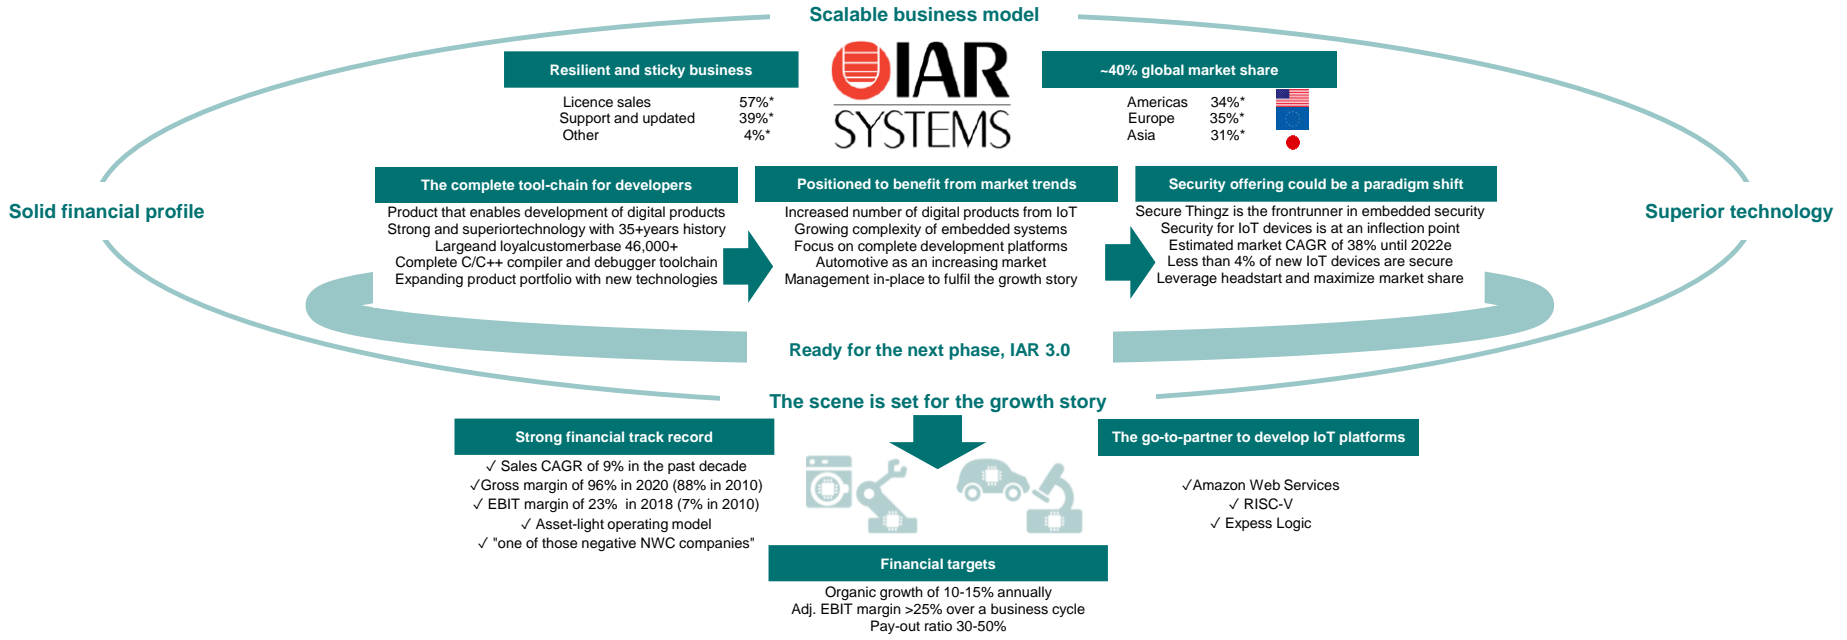 Scalable business model
Resilient and sticky business
Licence sales 57%*
Support and updated 39%*
Other 4%*
IAR
SYSTEMS
~40% global market share
Americas 34%*
Europe 35%*
Asia 31%*
Solid financial profile
Superior technology
The complete tool-chain for developers
Product that enables development of digital products
Strong and superiortechnology with 35+years history
Largeand loyalcustomerbase 46,000+
Complete C/C++ compiler and debugger toolchain
Expanding product portfolio with new technologies
Positioned to benefit from market trends
Increased number of digital products from IoT
Growing complexity of embedded systems
Focus on complete development platforms
Automotive as an increasing market
Management in-place to fulfil the growth story
Security offering could be a paradigm shift
Secure Thingz is the frontrunner in embedded security
Security for IoT devices is at an inflection point
Estimated market CAGR of 38% until 2022e
Less than 4% of new IoT devices are secure
Leverage headstart and maximize market share
Ready for the next phase, IAR 3.0
The scene is set for the growth story
Strong financial track record
✓ Sales CAGR of 9% in the past decade
✓Gross margin of 96% in 2020 (88% in 2010)
✓ EBIT margin of 23% in 2018 (7% in 2010)
✓ Asset-light operating model
✓ "one of those negative NWC companies"
The go-to-partner to develop IoT platforms
✓Amazon Web Services
✓ RISC-V
✓ Expess Logic
Financial targets
Organic growth of 10-15% annually
Adj. EBIT margin >25% over a business cycle
Pay-out ratio 30-50%